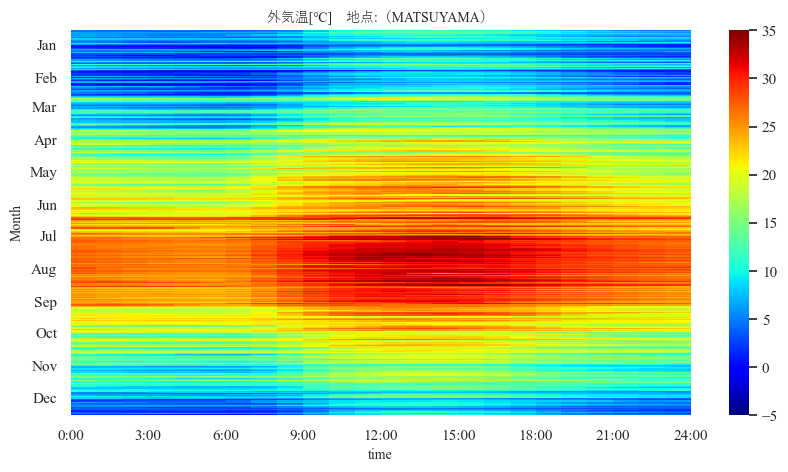 外気温[℃] 地点:（MATSUYAMA）
Month
Jan
Feb
Mar
Apr
May
Jun
Jul
Aug
Sep
Oct
Nov
Dec
0:00 3:00 6:00 9:00 12:00 15:00 18:00 21:00 24:00
time
35
30
25
20
15
10
5
0
−5